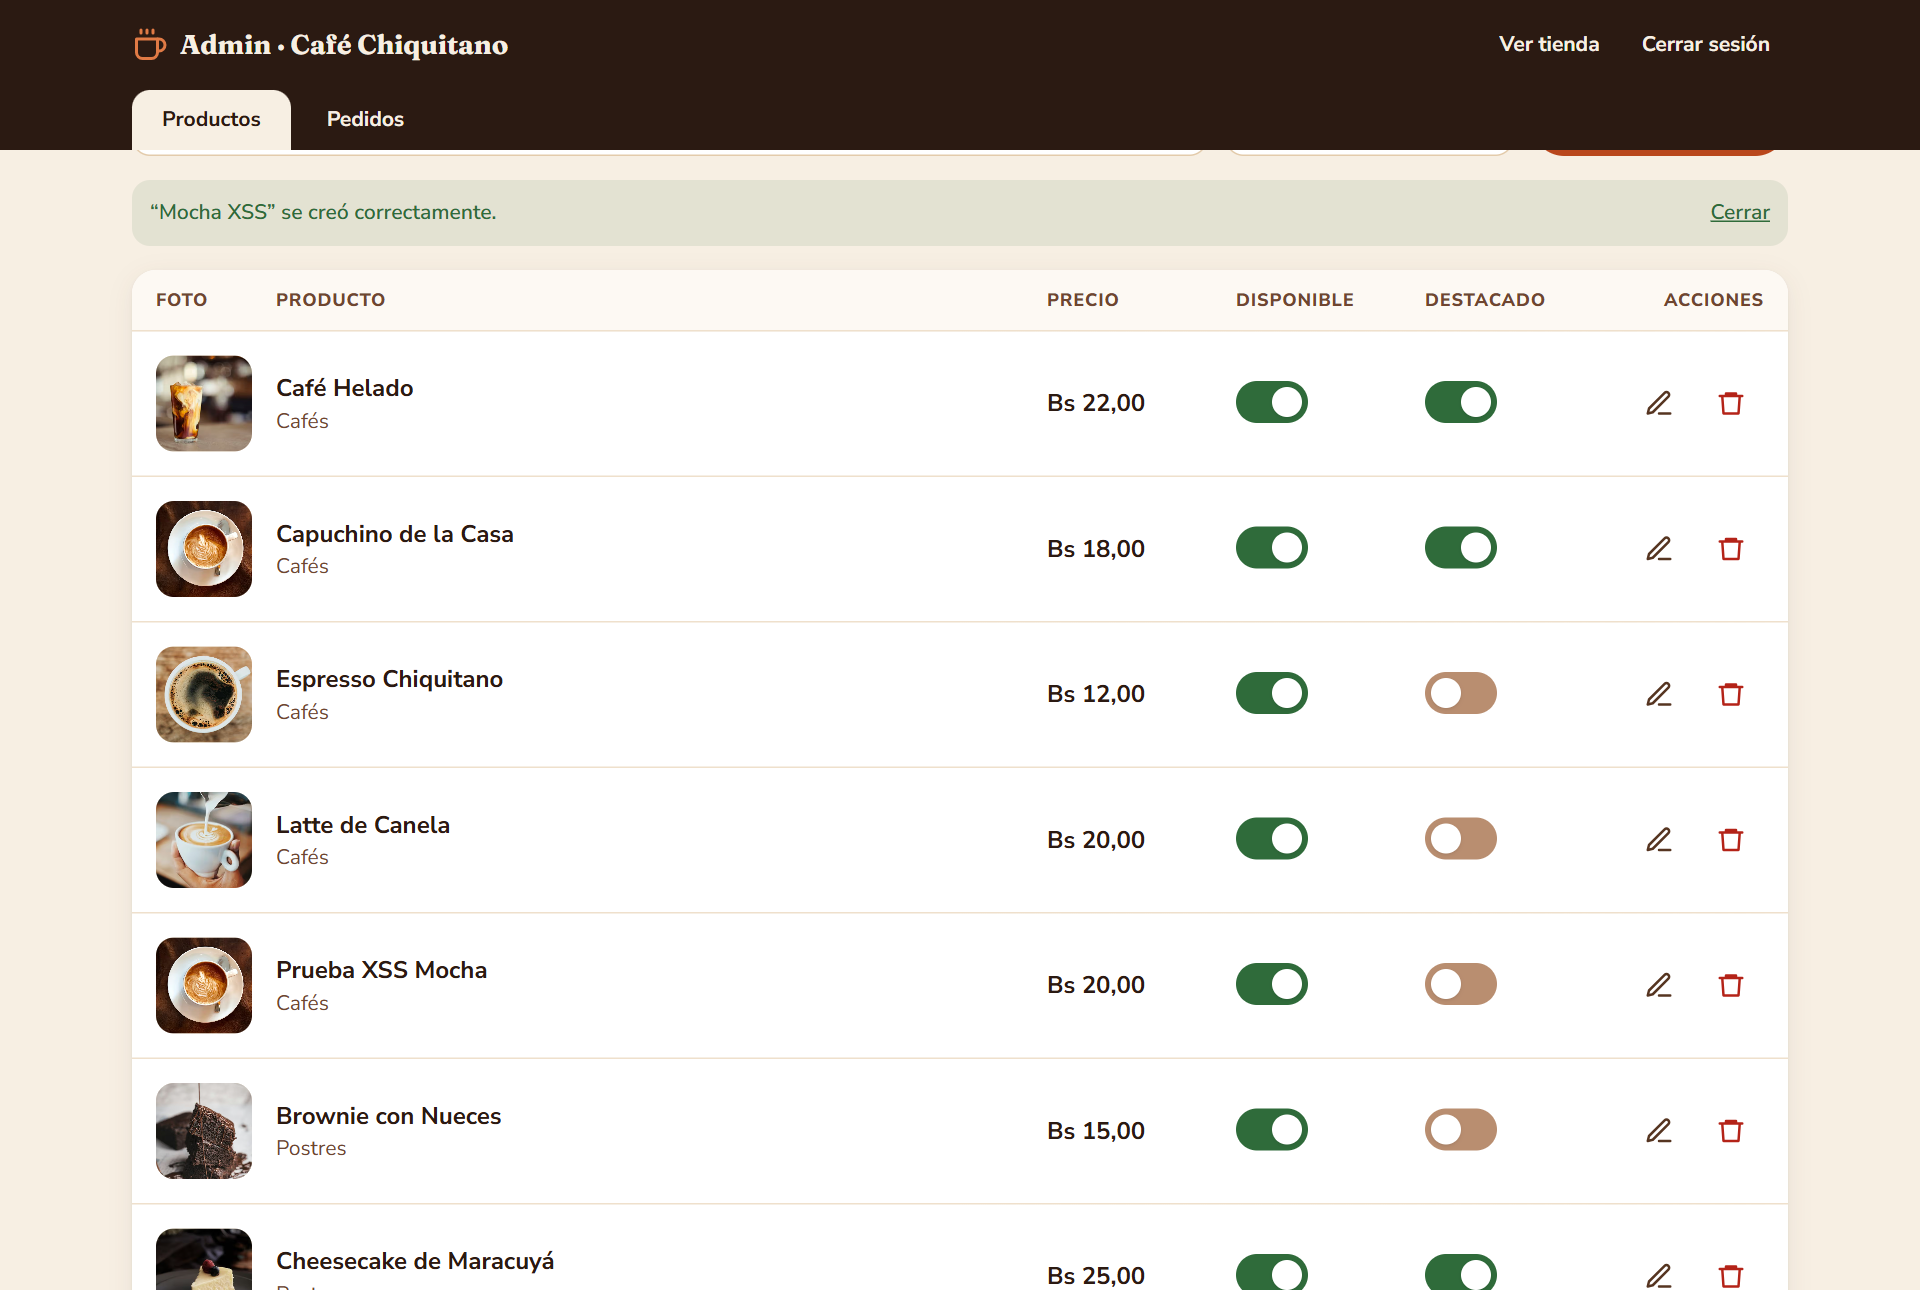 Admin · Café Chiquitano
Ver tienda
Cerrar sesión
Productos
Pedidos
“Mocha XSS” se creó correctamente.
Cerrar
FOTO
PRODUCTO
PRECIO
DISPONIBLE
DESTACADO
ACCIONES
Café Helado
Cafés
Bs 22,00
Capuchino de la Casa
Cafés
Bs 18,00
Espresso Chiquitano
Cafés
Bs 12,00
Latte de Canela
Cafés
Bs 20,00
Prueba XSS Mocha
Cafés
Bs 20,00
Brownie con Nueces
Postres
Bs 15,00
Cheesecake de Maracuyá
Bs 25,00